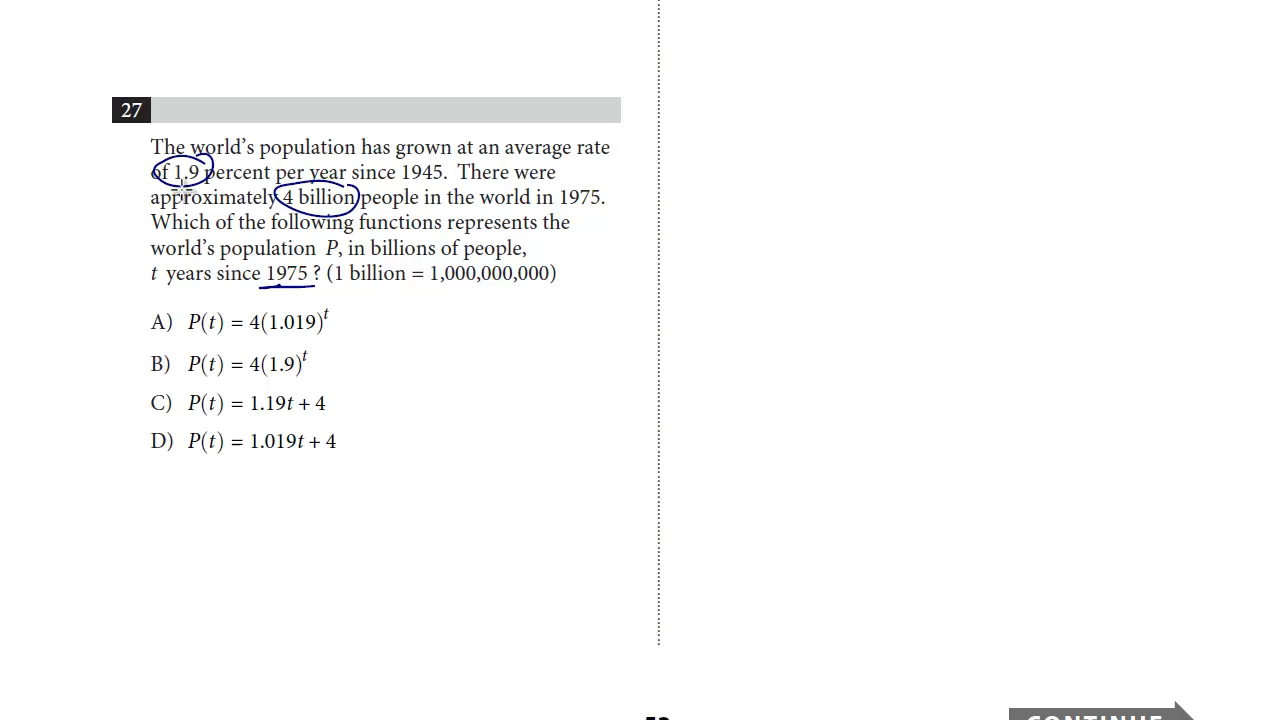 27
The world’s population has grown at an average rate
of 1.9 percent per year since 1945. There were
approximately 4 billion people in the world in 1975.
Which of the following functions represents the
world’s population P, in billions of people,
t years since 1975 ? (1 billion = 1,000,000,000)
A) P(t) = 4(1.019)^t
B) P(t) = 4(1.9)^t
C) P(t) = 1.19t + 4
D) P(t) = 1.019t + 4
CONTINUE